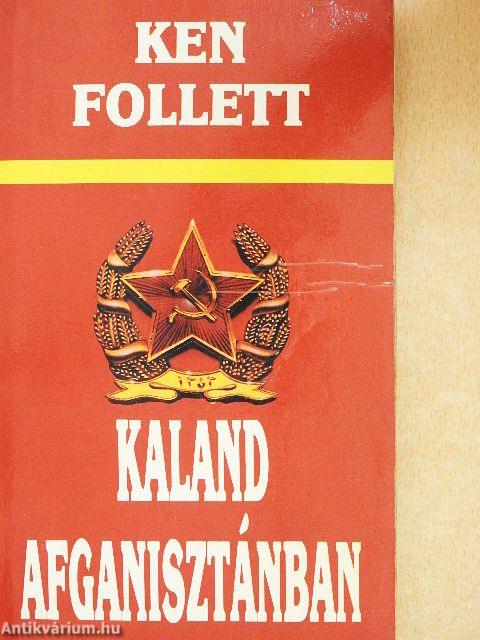 KEN
FOLLETT
KALAND
AFGANISZTÁNBAN
Antikvárium.hu